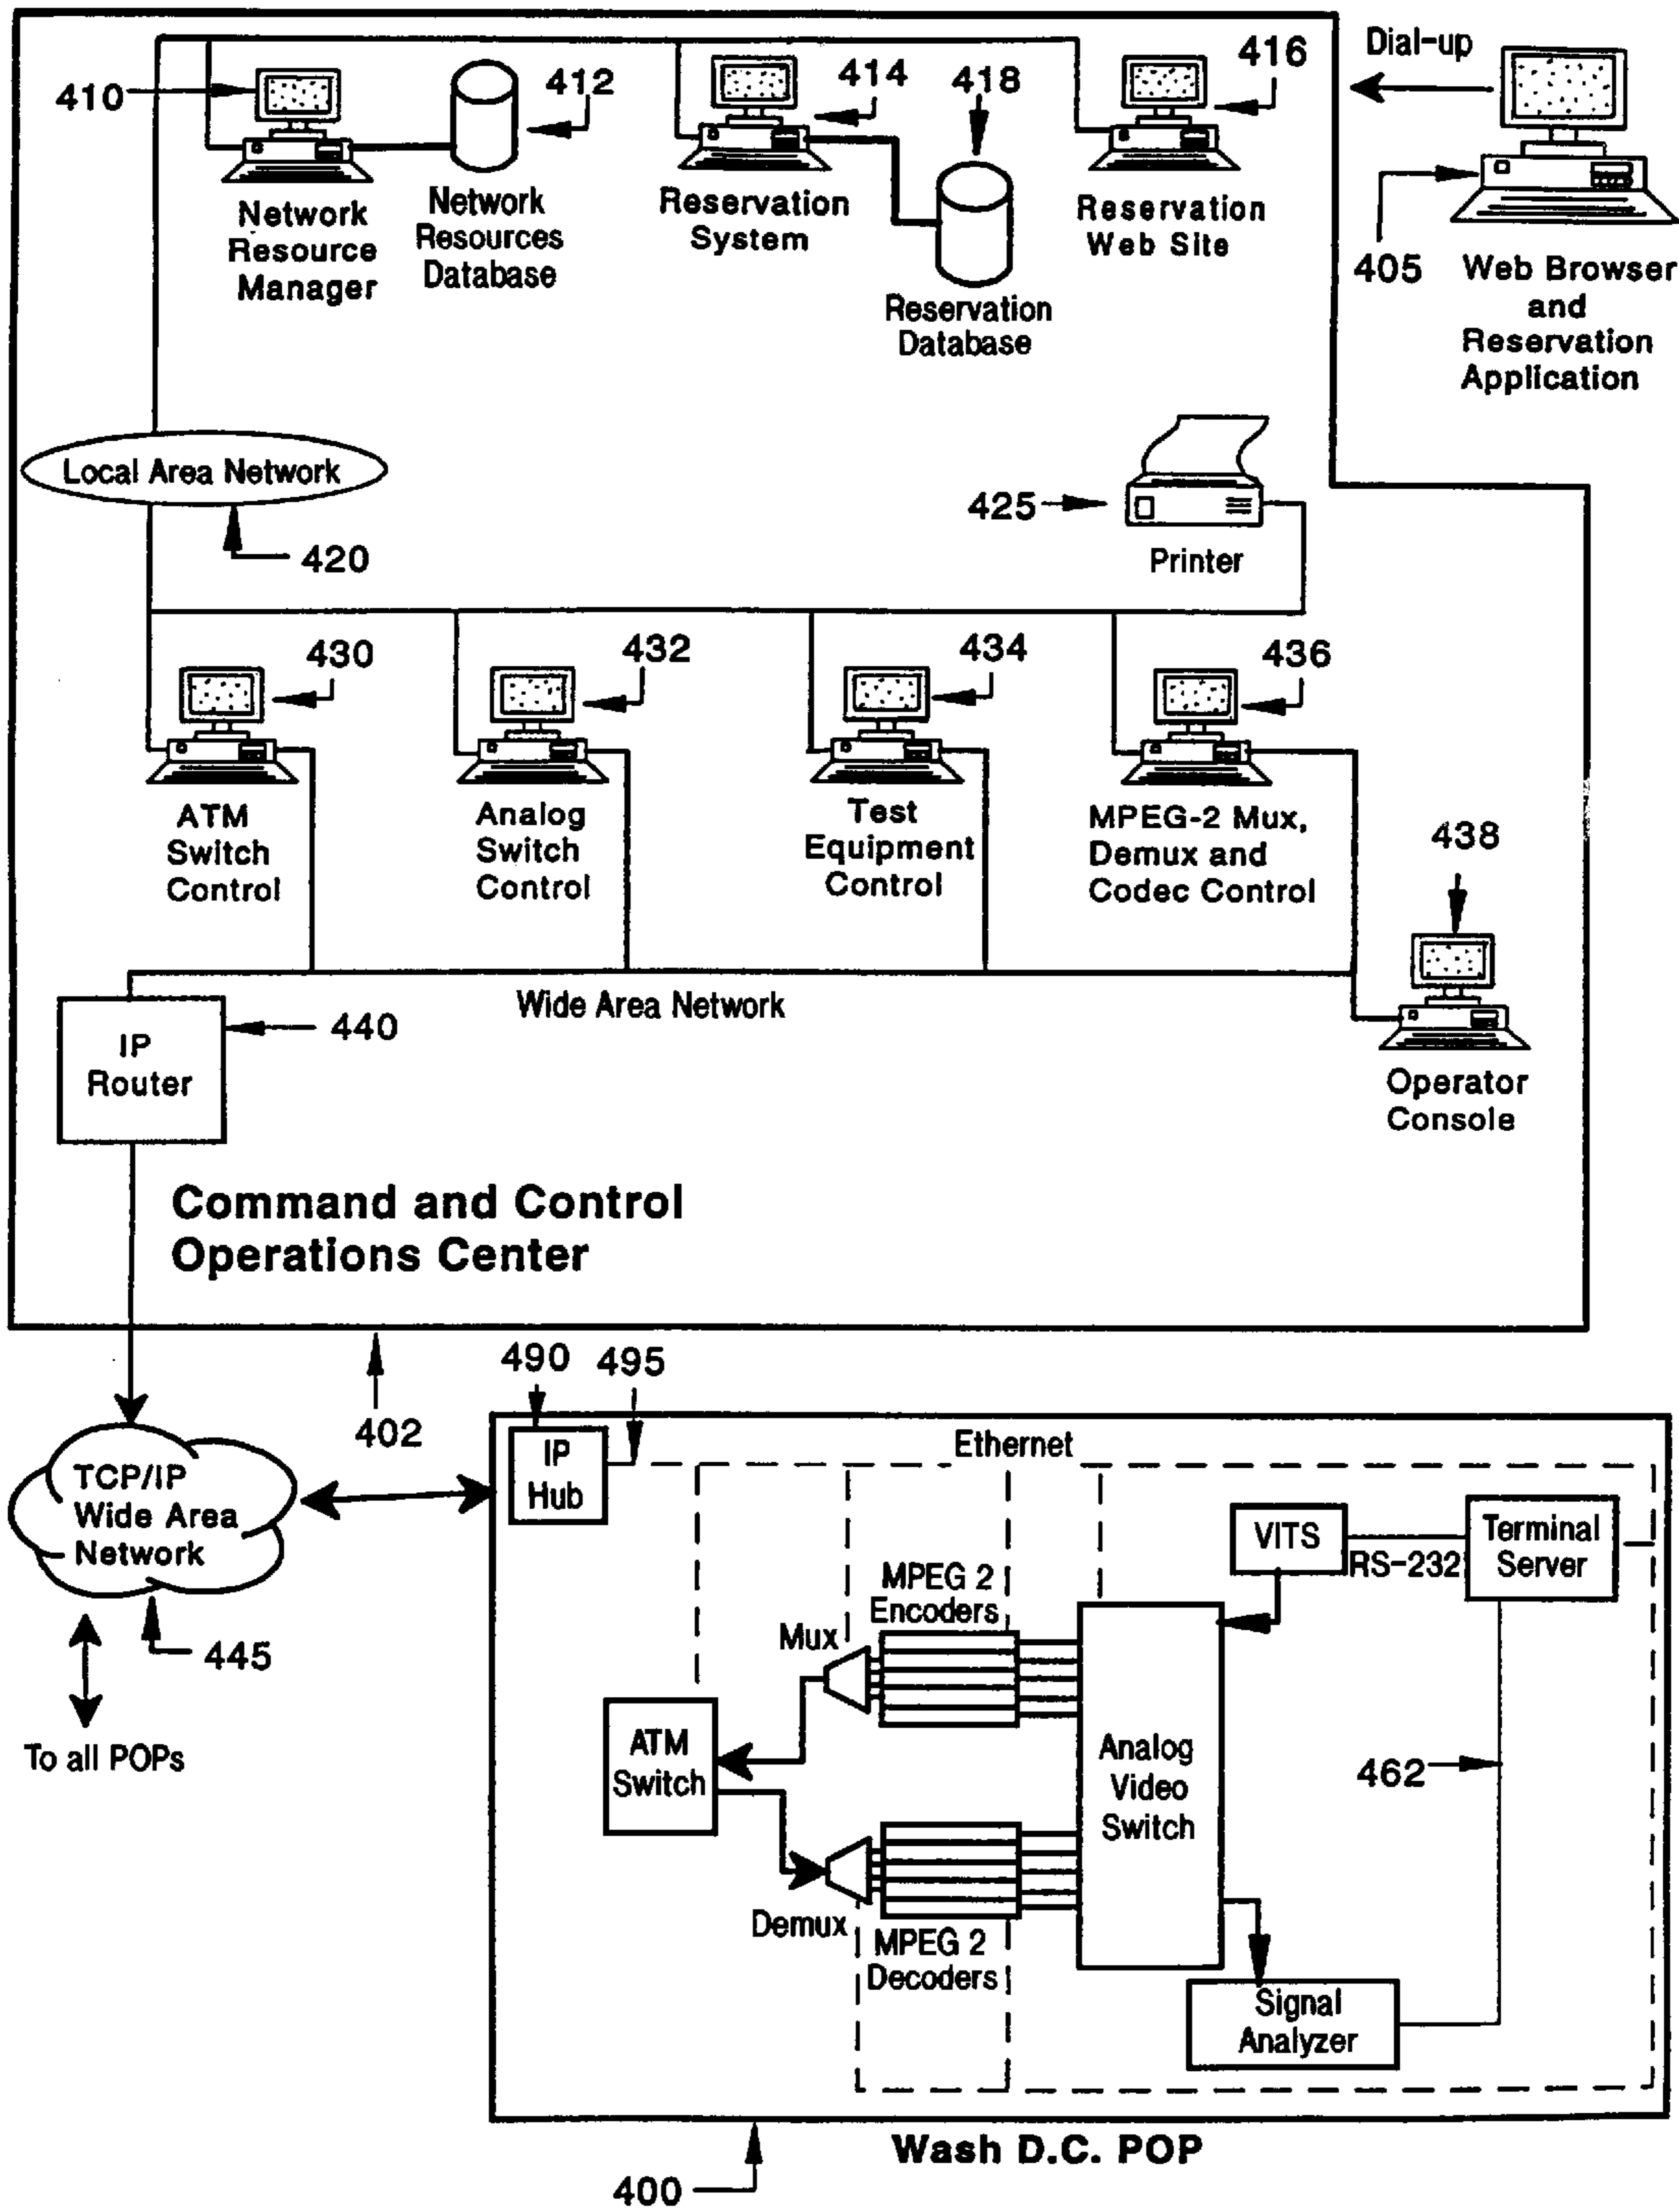 Dial-up
410
412
414
418
416
405
Network
Resource
Manager
Network
Resources
Database
Reservation
System
Reservation
Database
Reservation
Web Site
Web Browser
and
Reservation
Application
Local Area Network
420
425
Printer
430
432
434
436
438
ATM
Switch
Control
Analog
Switch
Control
Test
Equipment
Control
MPEG-2 Mux,
Demux and
Codec Control
Operator
Console
Wide Area Network
IP
Router
440
Command and Control
Operations Center
402
490
495
TCP/IP
Wide Area
Network
445
To all POPs
IP
Hub
Ethernet
VITS
RS-232
Terminal
Server
MPEG 2
Encoders
Mux
ATM
Switch
Analog
Video
Switch
462
Demux
MPEG 2
Decoders
Signal
Analyzer
Wash D.C. POP
400